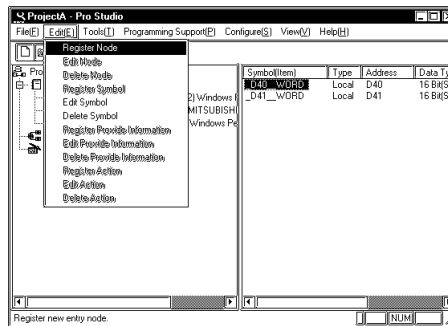 ProjectA - Pro Studio
File(F) Edit(E) Tools(T) Programming Support(P) Configure(S) View(V) Help(H)
Register Node
Edit Node
Delete Node
Register Symbol
Edit Symbol
Delete Symbol
Register Provide Information
Edit Provide Information
Delete Provide Information
Register Action
Edit Action
Delete Action
Pro
2) Windows
MITSUBISHI
Windows Pe
Symbol(Item) Type Address Data Ty
_D40__WORD Local D40 16 Bit(S
_D41__WORD Local D41 16 Bit(S
Register new entry node.
NUM